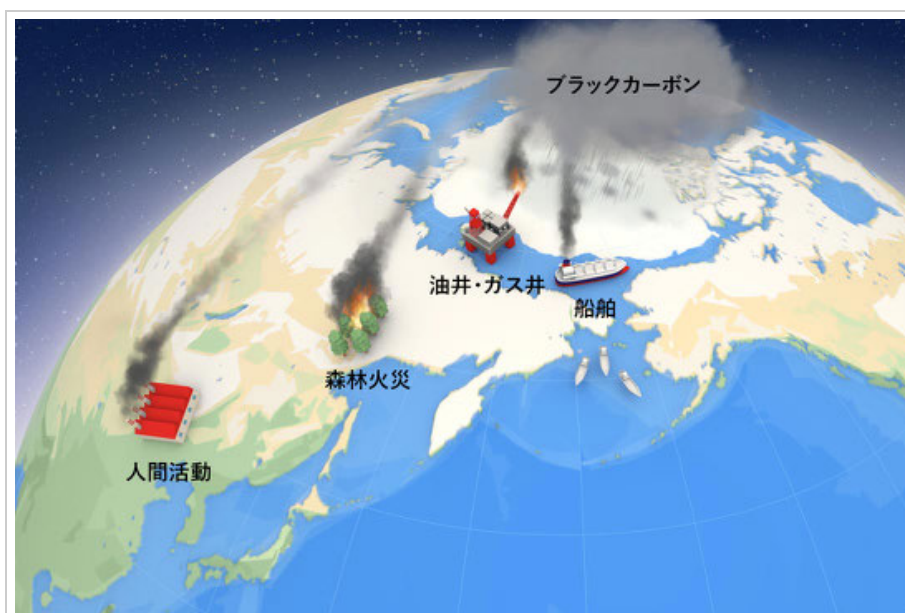 ブラックカーボン
油井・ガス井
船舶
森林火災
人間活動